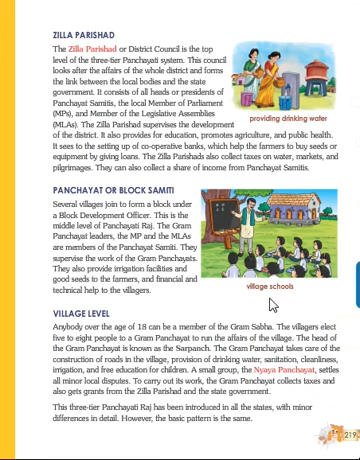 ZILLA PARISHAD
The Zilla Parishad or District Council is the top
level of the three-tier Panchayati system. This council
looks after the affairs of the whole district and forms
the link between the local bodies and the state
government. It consists of all heads or presidents of
Panchayat Samitis, the local Member of Parliament
(MPs), and Member of the Legislative Assemblies
(MLAs). The Zilla Parishad supervises the development
of the district. It also provides for education, promotes agriculture, and public health.
It sees to the setting up of co-operative banks, which help the farmers to buy seeds or
equipment by giving loans. The Zilla Parishads also collect taxes on water, markets, and
pilgrimages. They can also collect a share of income from Panchayat Samitis.
providing drinking water
PANCHAYAT OR BLOCK SAMITI
Several villages join to form a block under
a Block Development Officer. This is the
middle level of Panchayati Raj. The Gram
Panchayat leaders, the MP and the MLAs
are members of the Panchayat Samiti. They
supervise the work of the Gram Panchayats.
They also provide irrigation facilities and
good seeds to the farmers, and financial and
technical help to the villagers.
village schools
VILLAGE LEVEL
Anybody over the age of 18 can be a member of the Gram Sabha. The villagers elect
five to eight people to a Gram Panchayat to run the affairs of the village. The head of
the Gram Panchayat is known as the Sarpanch. The Gram Panchayat takes care of the
construction of roads in the village, provision of drinking water, sanitation, cleanliness,
irrigation, and free education for children. A small group, the Nyaya Panchayat, settles
all minor local disputes. To carry out its work, the Gram Panchayat collects taxes and
also gets grants from the Zilla Parishad and the state government.
This three-tier Panchayati Raj has been introduced in all the states, with minor
differences in detail. However, the basic pattern is the same.
219